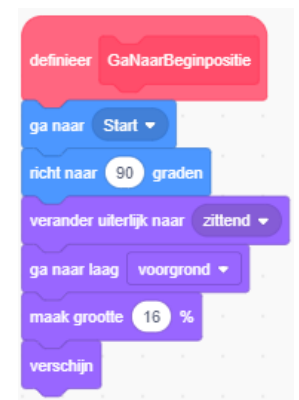 definieer GaNaarBeginpositie
ga naar Start
richt naar 90 graden
verander uiterlijk naar zittend
ga naar laag voorgrond
maak grootte 16 %
verschijn